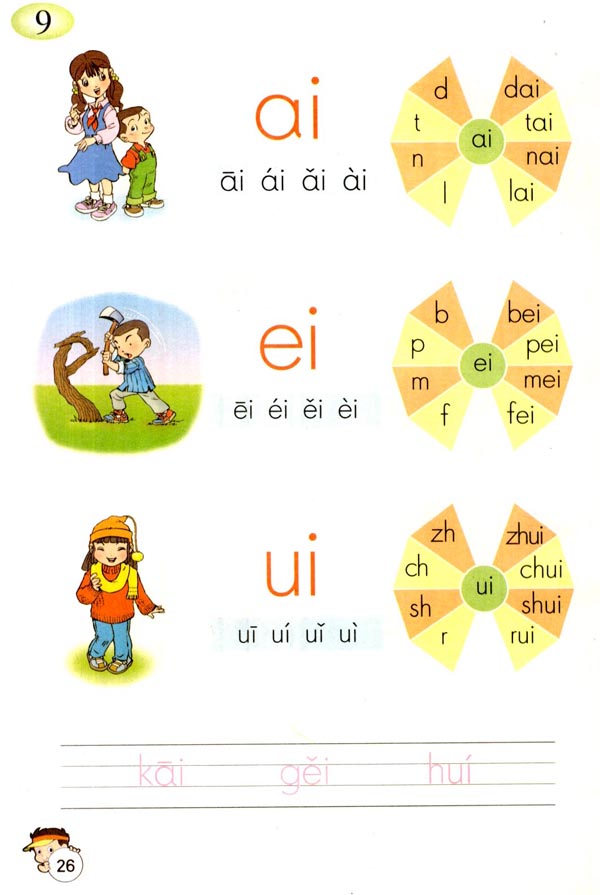 9
ai
āi ái ǎi ài
d dai
t tai
ai
n nai
l lai
ei
ēi éi ěi èi
b bei
p pei
ei
m mei
f fei
ui
uī uí uǐ uì
zh zhui
ch chui
ui
sh shui
r rui
kāi gěi huí
26